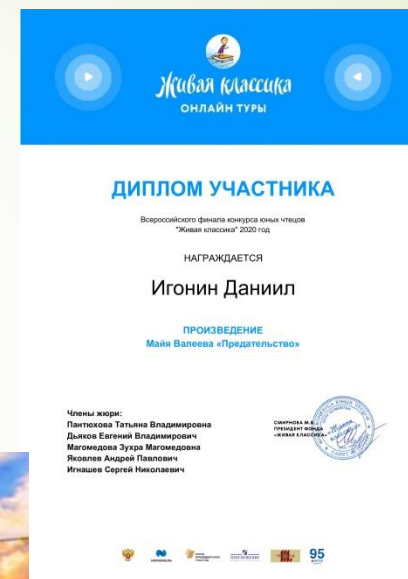 Живая классика
ОНЛАЙН ТУРЫ
ДИПЛОМ УЧАСТНИКА
Всероссийского финала конкурса юных чтецов
"Живая классика" 2020 год
НАГРАЖДАЕТСЯ
Игонин Даниил
ПРОИЗВЕДЕНИЕ
Майя Валеева «Предательство»
Члены жюри:
Пантюхова Татьяна Владимировна
Дьяков Евгений Владимирович
Магомедова Зухра Магомедовна
Яковлев Андрей Павлович
Игнашев Сергей Николаевич
СМИРНОВА М.В.,
ПРЕЗИДЕНТ ФОНДА
«ЖИВАЯ КЛАССИКА»
95